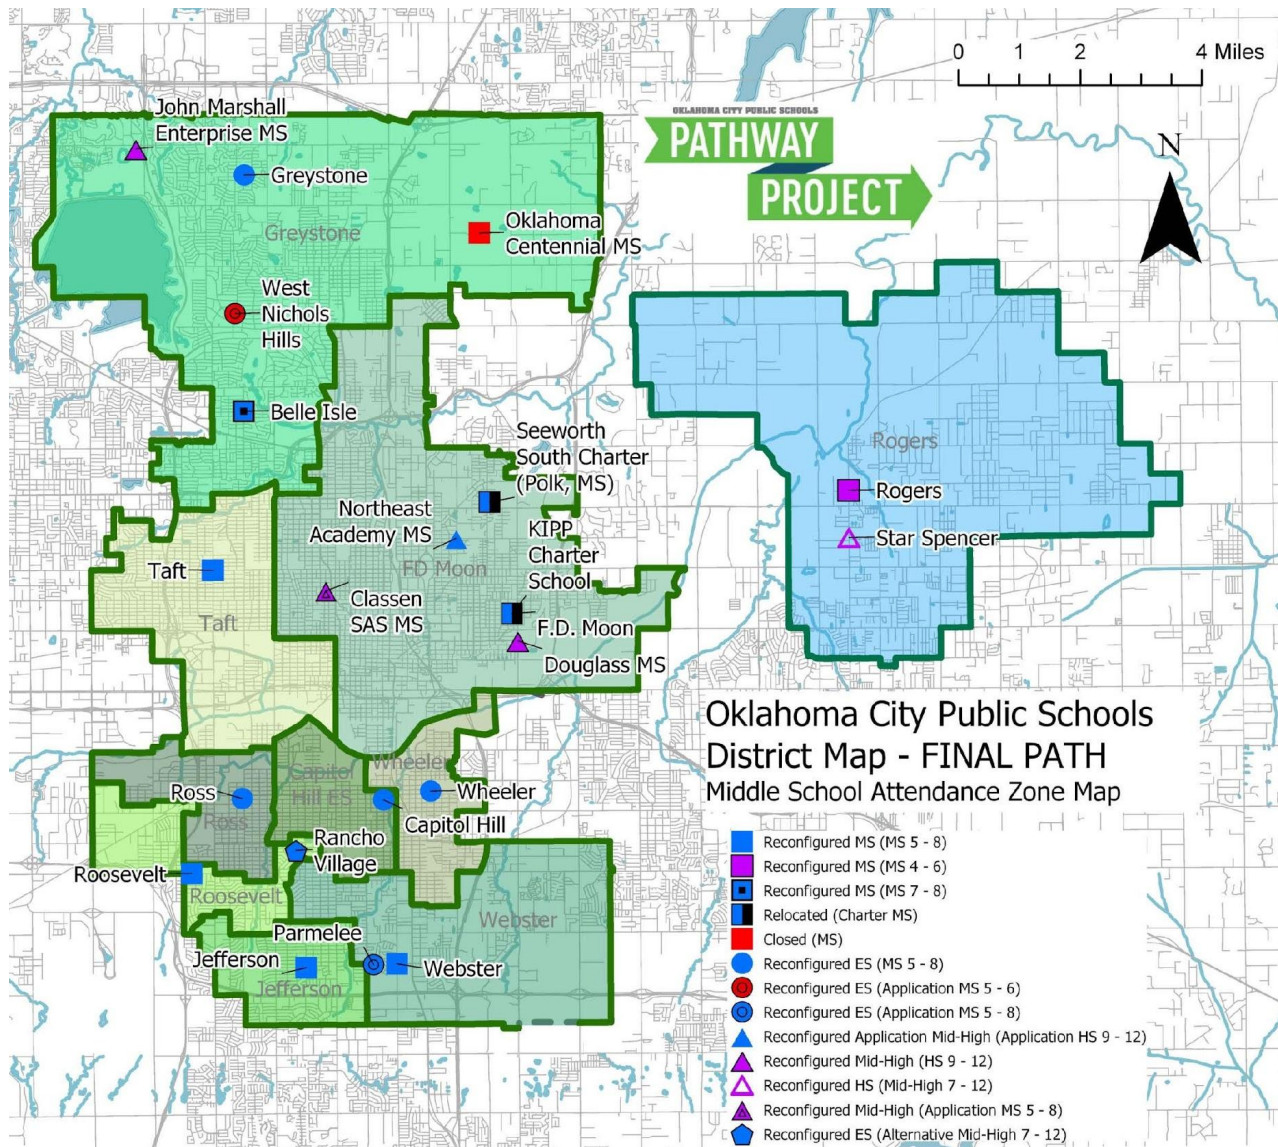 0 1 2 4 Miles
OKLAHOMA CITY PUBLIC SCHOOLS
PATHWAY
PROJECT
N
John Marshall
Enterprise MS
Greystone
Greystone
Oklahoma
Centennial MS
West
Nichols
Hills
Belle Isle
Seeworth
South Charter
(Polk, MS)
Northeast
Academy MS
FD Moon
KIPP
Charter
School
Rogers
Rogers
Star Spencer
Taft
Taft
Classen
SAS MS
F.D. Moon
Douglass MS
Oklahoma City Public Schools
District Map - FINAL PATH
Middle School Attendance Zone Map
Ross
Ross
Capitol
Hill ES
Wheeler
Wheeler
Capitol Hill
Rancho
Village
Roosevelt
Roosevelt
Webster
Parmelee
Jefferson
Jefferson
Webster
Reconfigured MS (MS 5 - 8)
Reconfigured MS (MS 4 - 6)
Reconfigured MS (MS 7 - 8)
Relocated (Charter MS)
Closed (MS)
Reconfigured ES (MS 5 - 8)
Reconfigured ES (Application MS 5 - 6)
Reconfigured ES (Application MS 5 - 8)
Reconfigured Application Mid-High (Application HS 9 - 12)
Reconfigured Mid-High (HS 9 - 12)
Reconfigured HS (Mid-High 7 - 12)
Reconfigured Mid-High (Application MS 5 - 8)
Reconfigured ES (Alternative Mid-High 7 - 12)